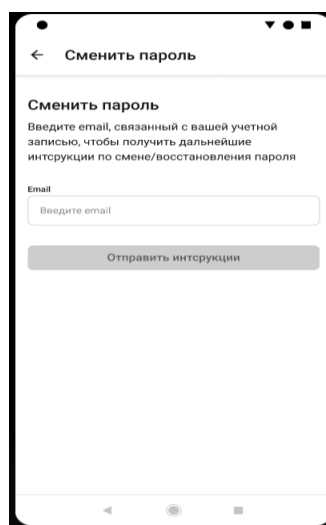 Сменить пароль
Сменить пароль
Введите email, связанный с вашей учетной
записью, чтобы получить дальнейшие
интсрукции по смене/восстановления пароля
Email
Введите email
Отправить интсрукции